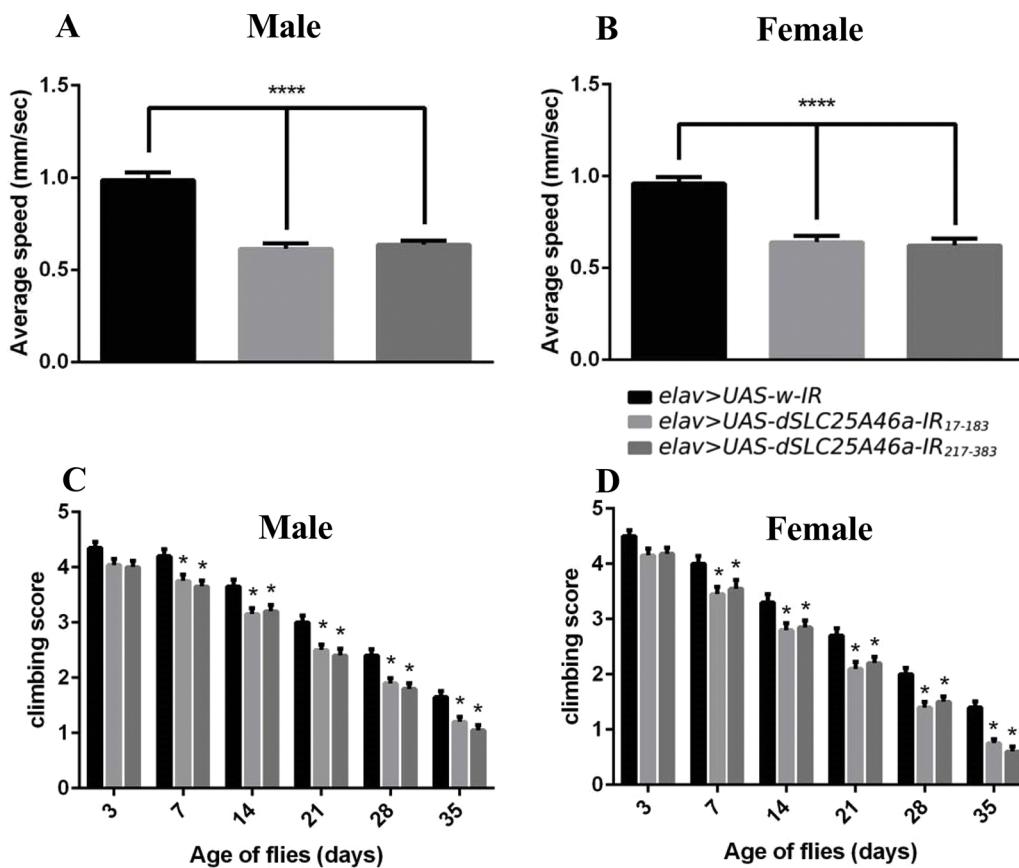 A Male
Average speed (mm/sec)
1.5
1.0
0.5
0.0
****
B Female
Average speed (mm/sec)
1.5
1.0
0.5
0.0
****
elav>UAS-w-IR
elav>UAS-dSLC25A46a-IR17-183
elav>UAS-dSLC25A46a-IR217-383
C Male
climbing score
5
4
3
2
1
0
* *
* *
* *
* *
* *
3 7 14 21 28 35
Age of flies (days)
D Female
climbing score
5
4
3
2
1
0
* *
* *
* *
* *
* *
3 7 14 21 28 35
Age of flies (days)